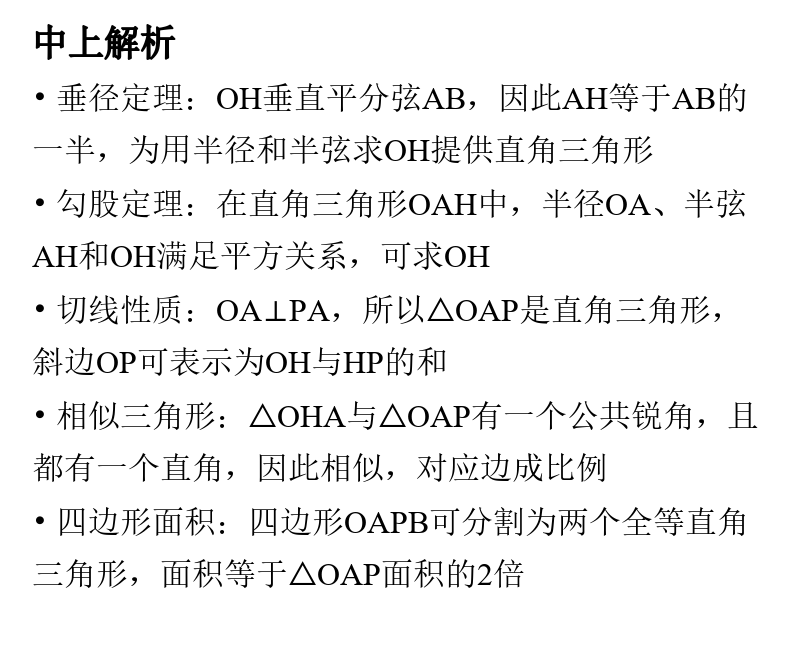 中上解析
• 垂径定理：OH垂直平分弦AB，因此AH等于AB的
一半，为用半径和半弦求OH提供直角三角形
• 勾股定理：在直角三角形OAH中，半径OA、半弦
AH和OH满足平方关系，可求OH
• 切线性质：OA⊥PA，所以△OAP是直角三角形，
斜边OP可表示为OH与HP的和
• 相似三角形：△OHA与△OAP有一个公共锐角，且
都有一个直角，因此相似，对应边成比例
• 四边形面积：四边形OAPB可分割为两个全等直角
三角形，面积等于△OAP面积的2倍